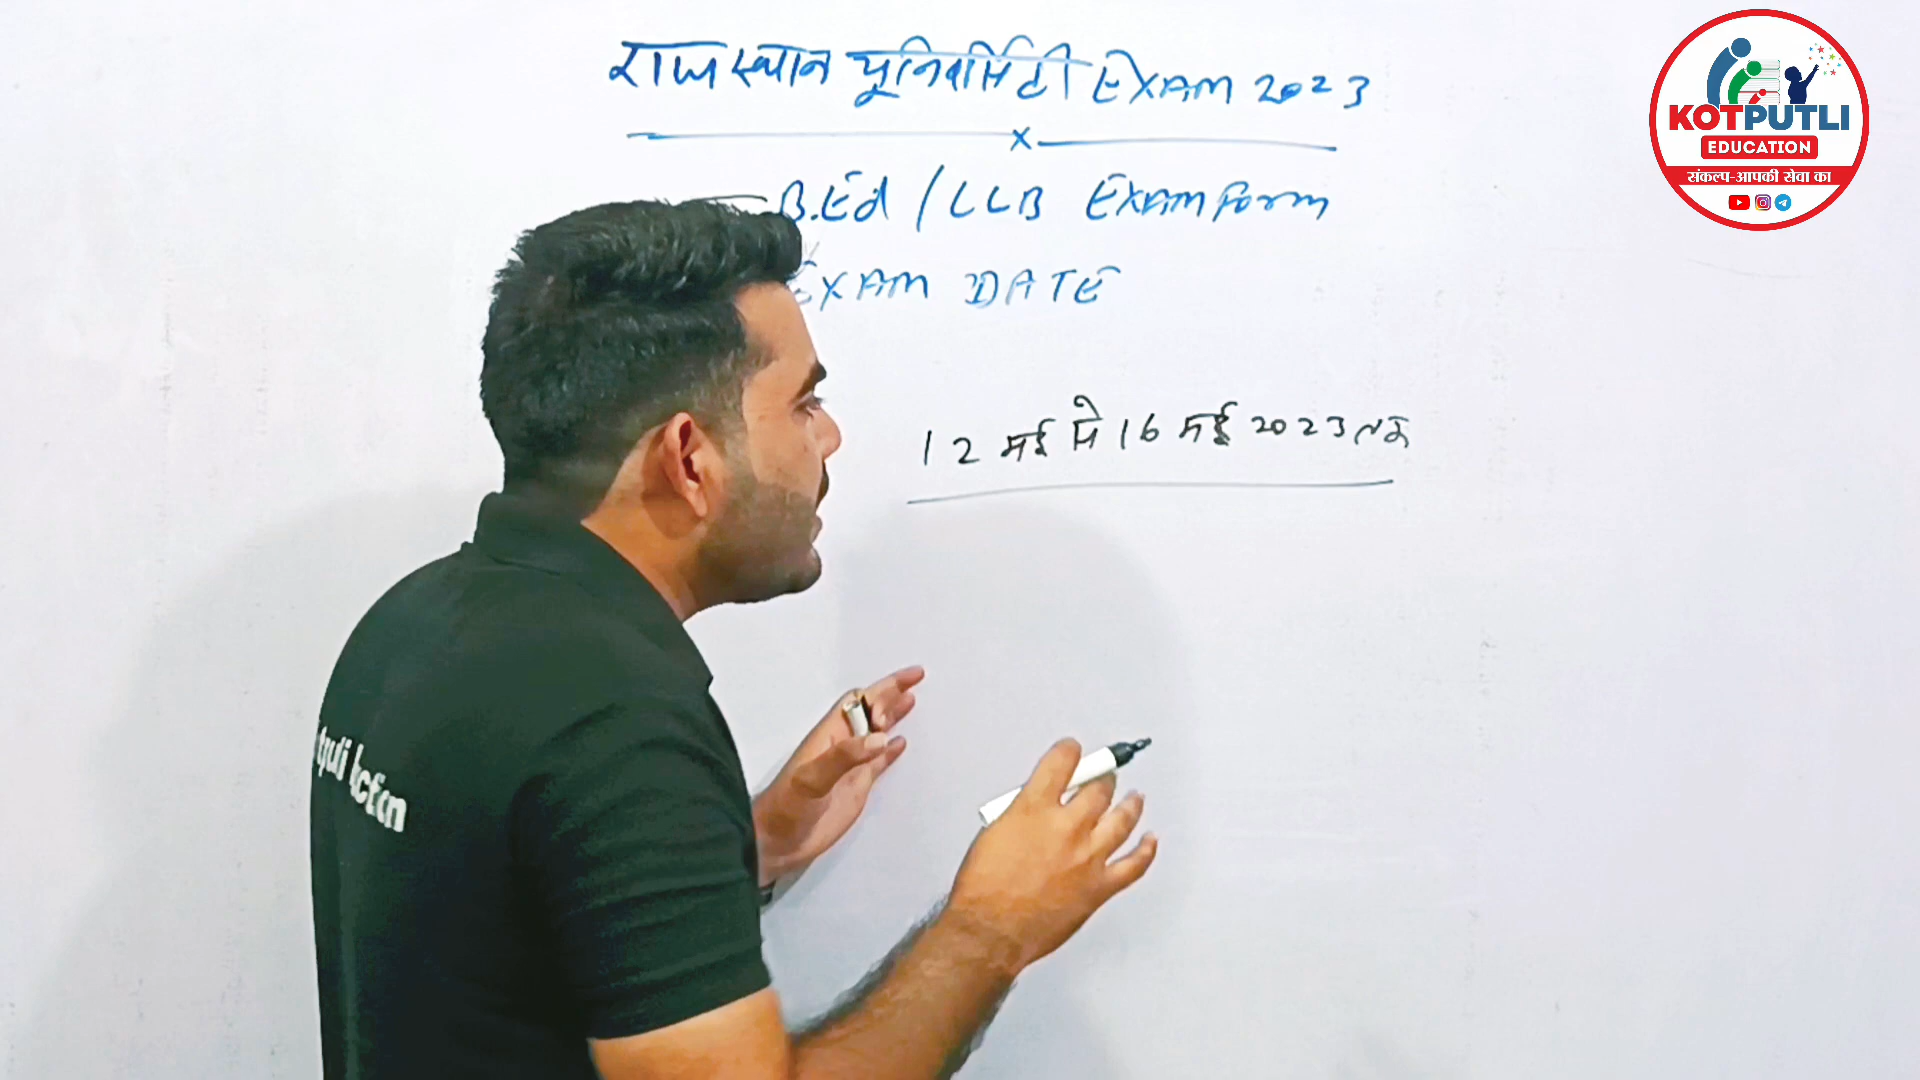 राजस्थान यूनिवर्सिटी EXAM 2023
x
B.Ed / LLB EXAM form
EXAM DATE
12 मई से 16 मई 2023 तक
KOTPUTLI
EDUCATION
संकल्प-आपकी सेवा का